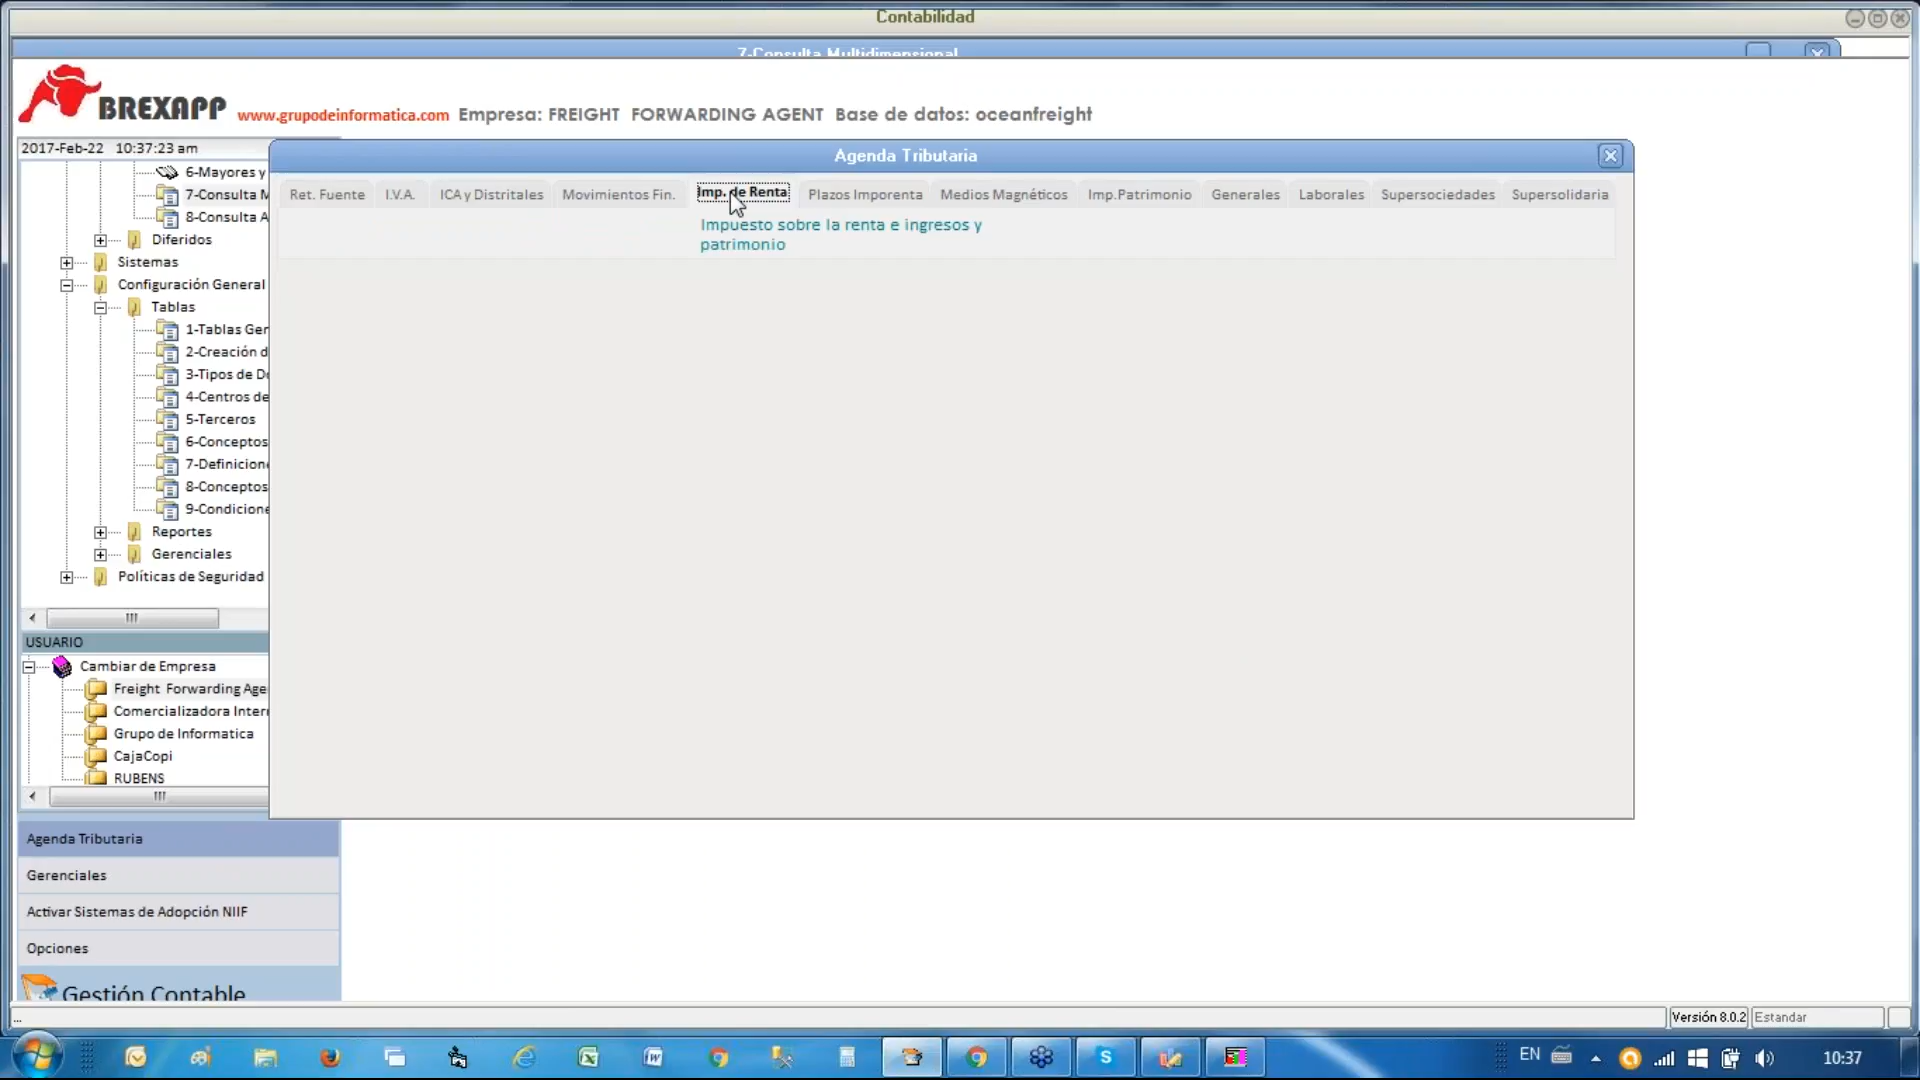 Contabilidad
7-Consulta Multidimensional
BREXAPP www.grupodeinformatica.com Empresa: FREIGHT FORWARDING AGENT Base de datos: oceanfreight
2017-Feb-22 10:37:23 am
Agenda Tributaria
Ret. Fuente I.V.A. ICA y Distritales Movimientos Fin. Imp. de Renta Plazos Imporenta Medios Magnéticos Imp.Patrimonio Generales Laborales Supersociedades Supersolidaria
Impuesto sobre la renta e ingresos y
patrimonio
6-Mayores y
7-Consulta M
8-Consulta A
Diferidos
Sistemas
Configuración General
Tablas
1-Tablas Ger
2-Creación d
3-Tipos de Do
4-Centros de
5-Terceros
6-Conceptos
7-Definicione
8-Conceptos
9-Condicione
Reportes
Gerenciales
Políticas de Seguridad
USUARIO
Cambiar de Empresa
Freight Forwarding Age
Comercializadora Intern
Grupo de Informatica
CajaCopi
RUBENS
Agenda Tributaria
Gerenciales
Activar Sistemas de Adopción NIIF
Opciones
Gestión Contable
... Versión 8.0.2 Estandar
EN 10:37